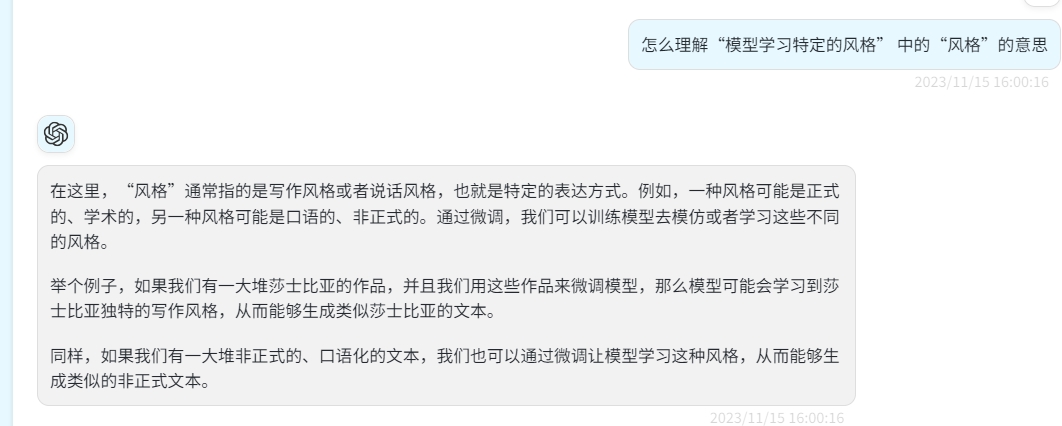 怎么理解“模型学习特定的风格” 中的“风格”的意思
2023/11/15 16:00:16
在这里，“风格”通常指的是写作风格或者说话风格，也就是特定的表达方式。例如，一种风格可能是正式
的、学术的，另一种风格可能是口语的、非正式的。通过微调，我们可以训练模型去模仿或者学习这些不同
的风格。
举个例子，如果我们有一大堆莎士比亚的作品，并且我们用这些作品来微调模型，那么模型可能会学习到莎
士比亚独特的写作风格，从而能够生成类似莎士比亚的文本。
同样，如果我们有一大堆非正式的、口语化的文本，我们也可以通过微调让模型学习这种风格，从而能够生
成类似的非正式文本。
2023/11/15 16:00:16